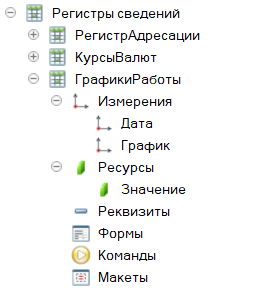 Регистры сведений
РегистрАдресации
КурсыВалют
ГрафикиРаботы
Измерения
Дата
График
Ресурсы
Значение
Реквизиты
Формы
Команды
Макеты